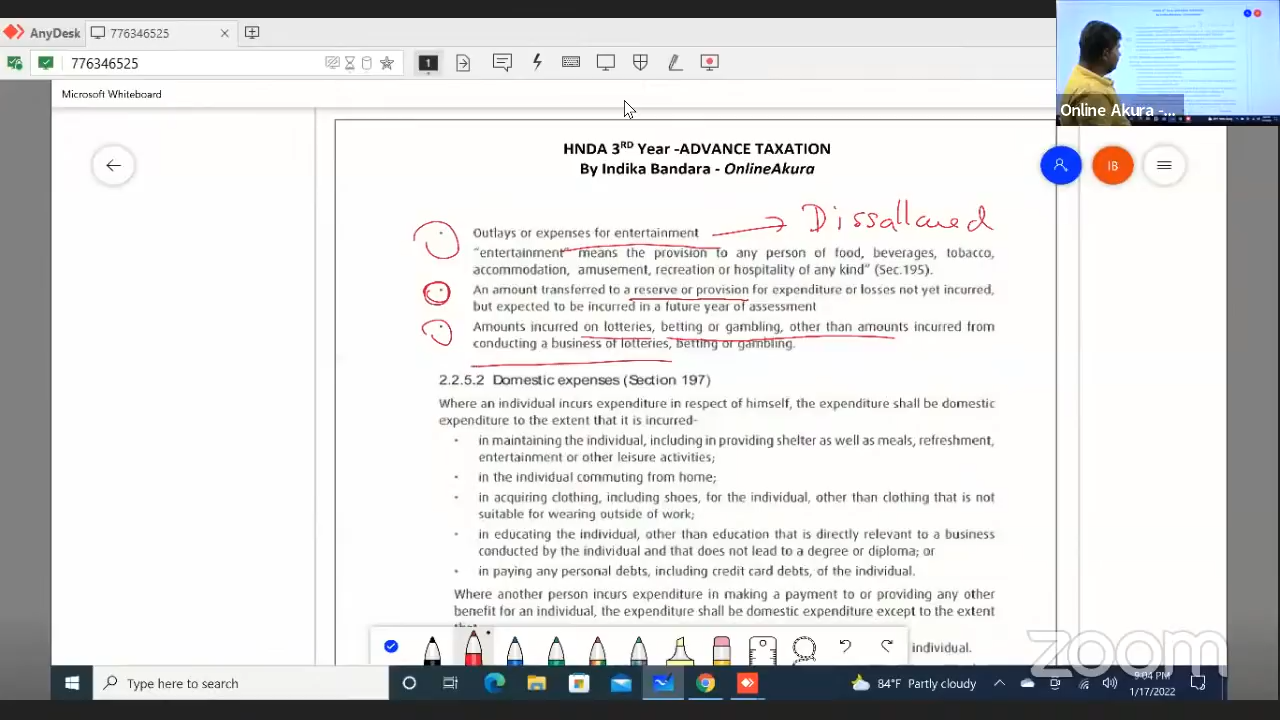 AnyDesk
776346525
776346525
1
Microsoft Whiteboard
Online Akura -...
HNDA 3RD Year -ADVANCE TAXATION
By Indika Bandara - OnlineAkura
IB
Dissallowed
Outlays or expenses for entertainment
"entertainment" means the provision to any person of food, beverages, tobacco,
accommodation, amusement, recreation or hospitality of any kind" (Sec.195).
An amount transferred to a reserve or provision for expenditure or losses not yet incurred,
but expected to be incurred in a future year of assessment
Amounts incurred on lotteries, betting or gambling, other than amounts incurred from
conducting a business of lotteries, betting or gambling.
2.2.5.2 Domestic expenses (Section 197)
Where an individual incurs expenditure in respect of himself, the expenditure shall be domestic
expenditure to the extent that it is incurred-
in maintaining the individual, including in providing shelter as well as meals, refreshment,
entertainment or other leisure activities;
in the individual commuting from home;
in acquiring clothing, including shoes, for the individual, other than clothing that is not
suitable for wearing outside of work;
in educating the individual, other than education that is directly relevant to a business
conducted by the individual and that does not lead to a degree or diploma; or
in paying any personal debts, including credit card debts, of the individual.
Where another person incurs expenditure in making a payment to or providing any other
benefit for an individual, the expenditure shall be domestic expenditure except to the extent
individual.
zoom
Type here to search
84°F Partly cloudy
9:04 PM
1/17/2022